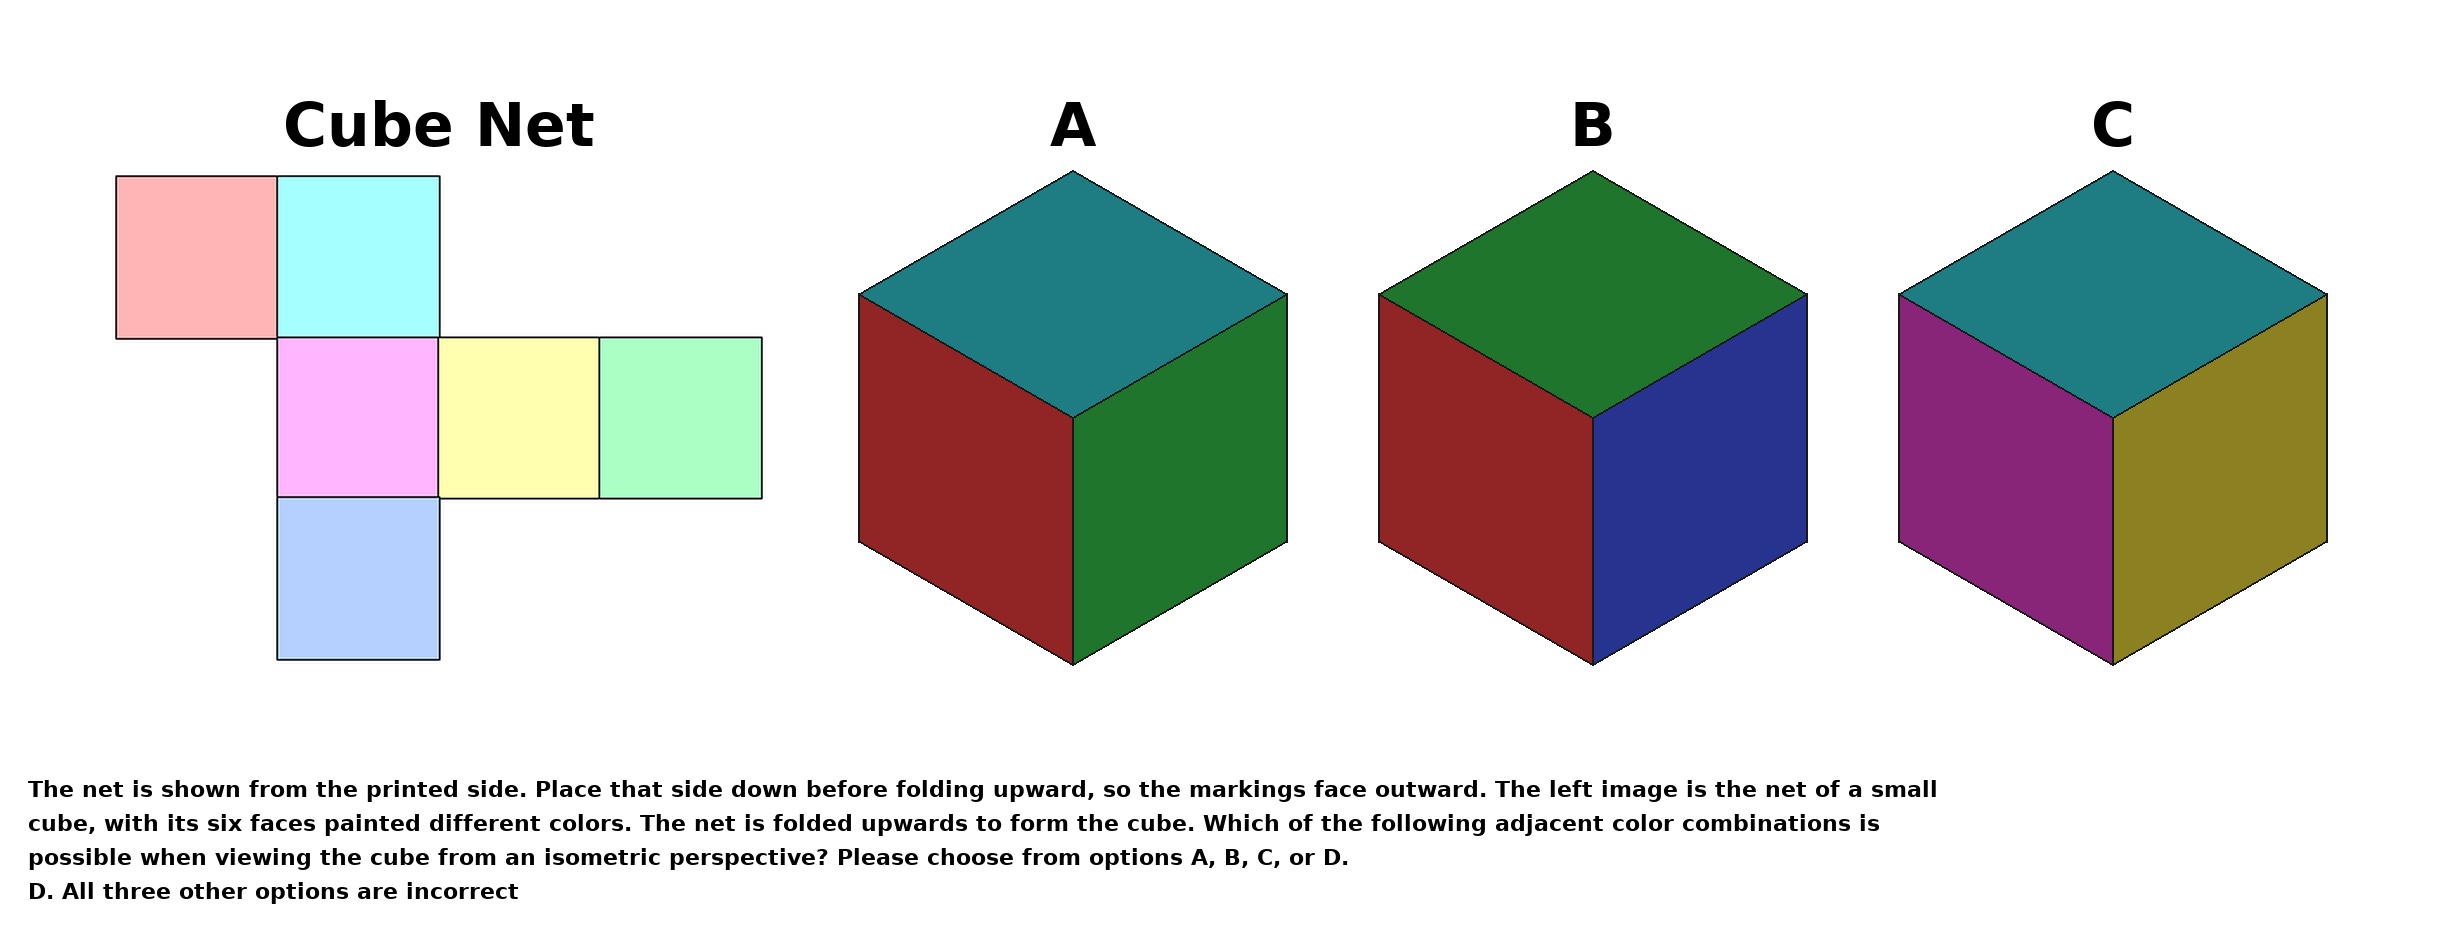 Cube Net
A
B
C
The net is shown from the printed side. Place that side down before folding upward, so the markings face outward. The left image is the net of a small
cube, with its six faces painted different colors. The net is folded upwards to form the cube. Which of the following adjacent color combinations is
possible when viewing the cube from an isometric perspective? Please choose from options A, B, C, or D.
D. All three other options are incorrect